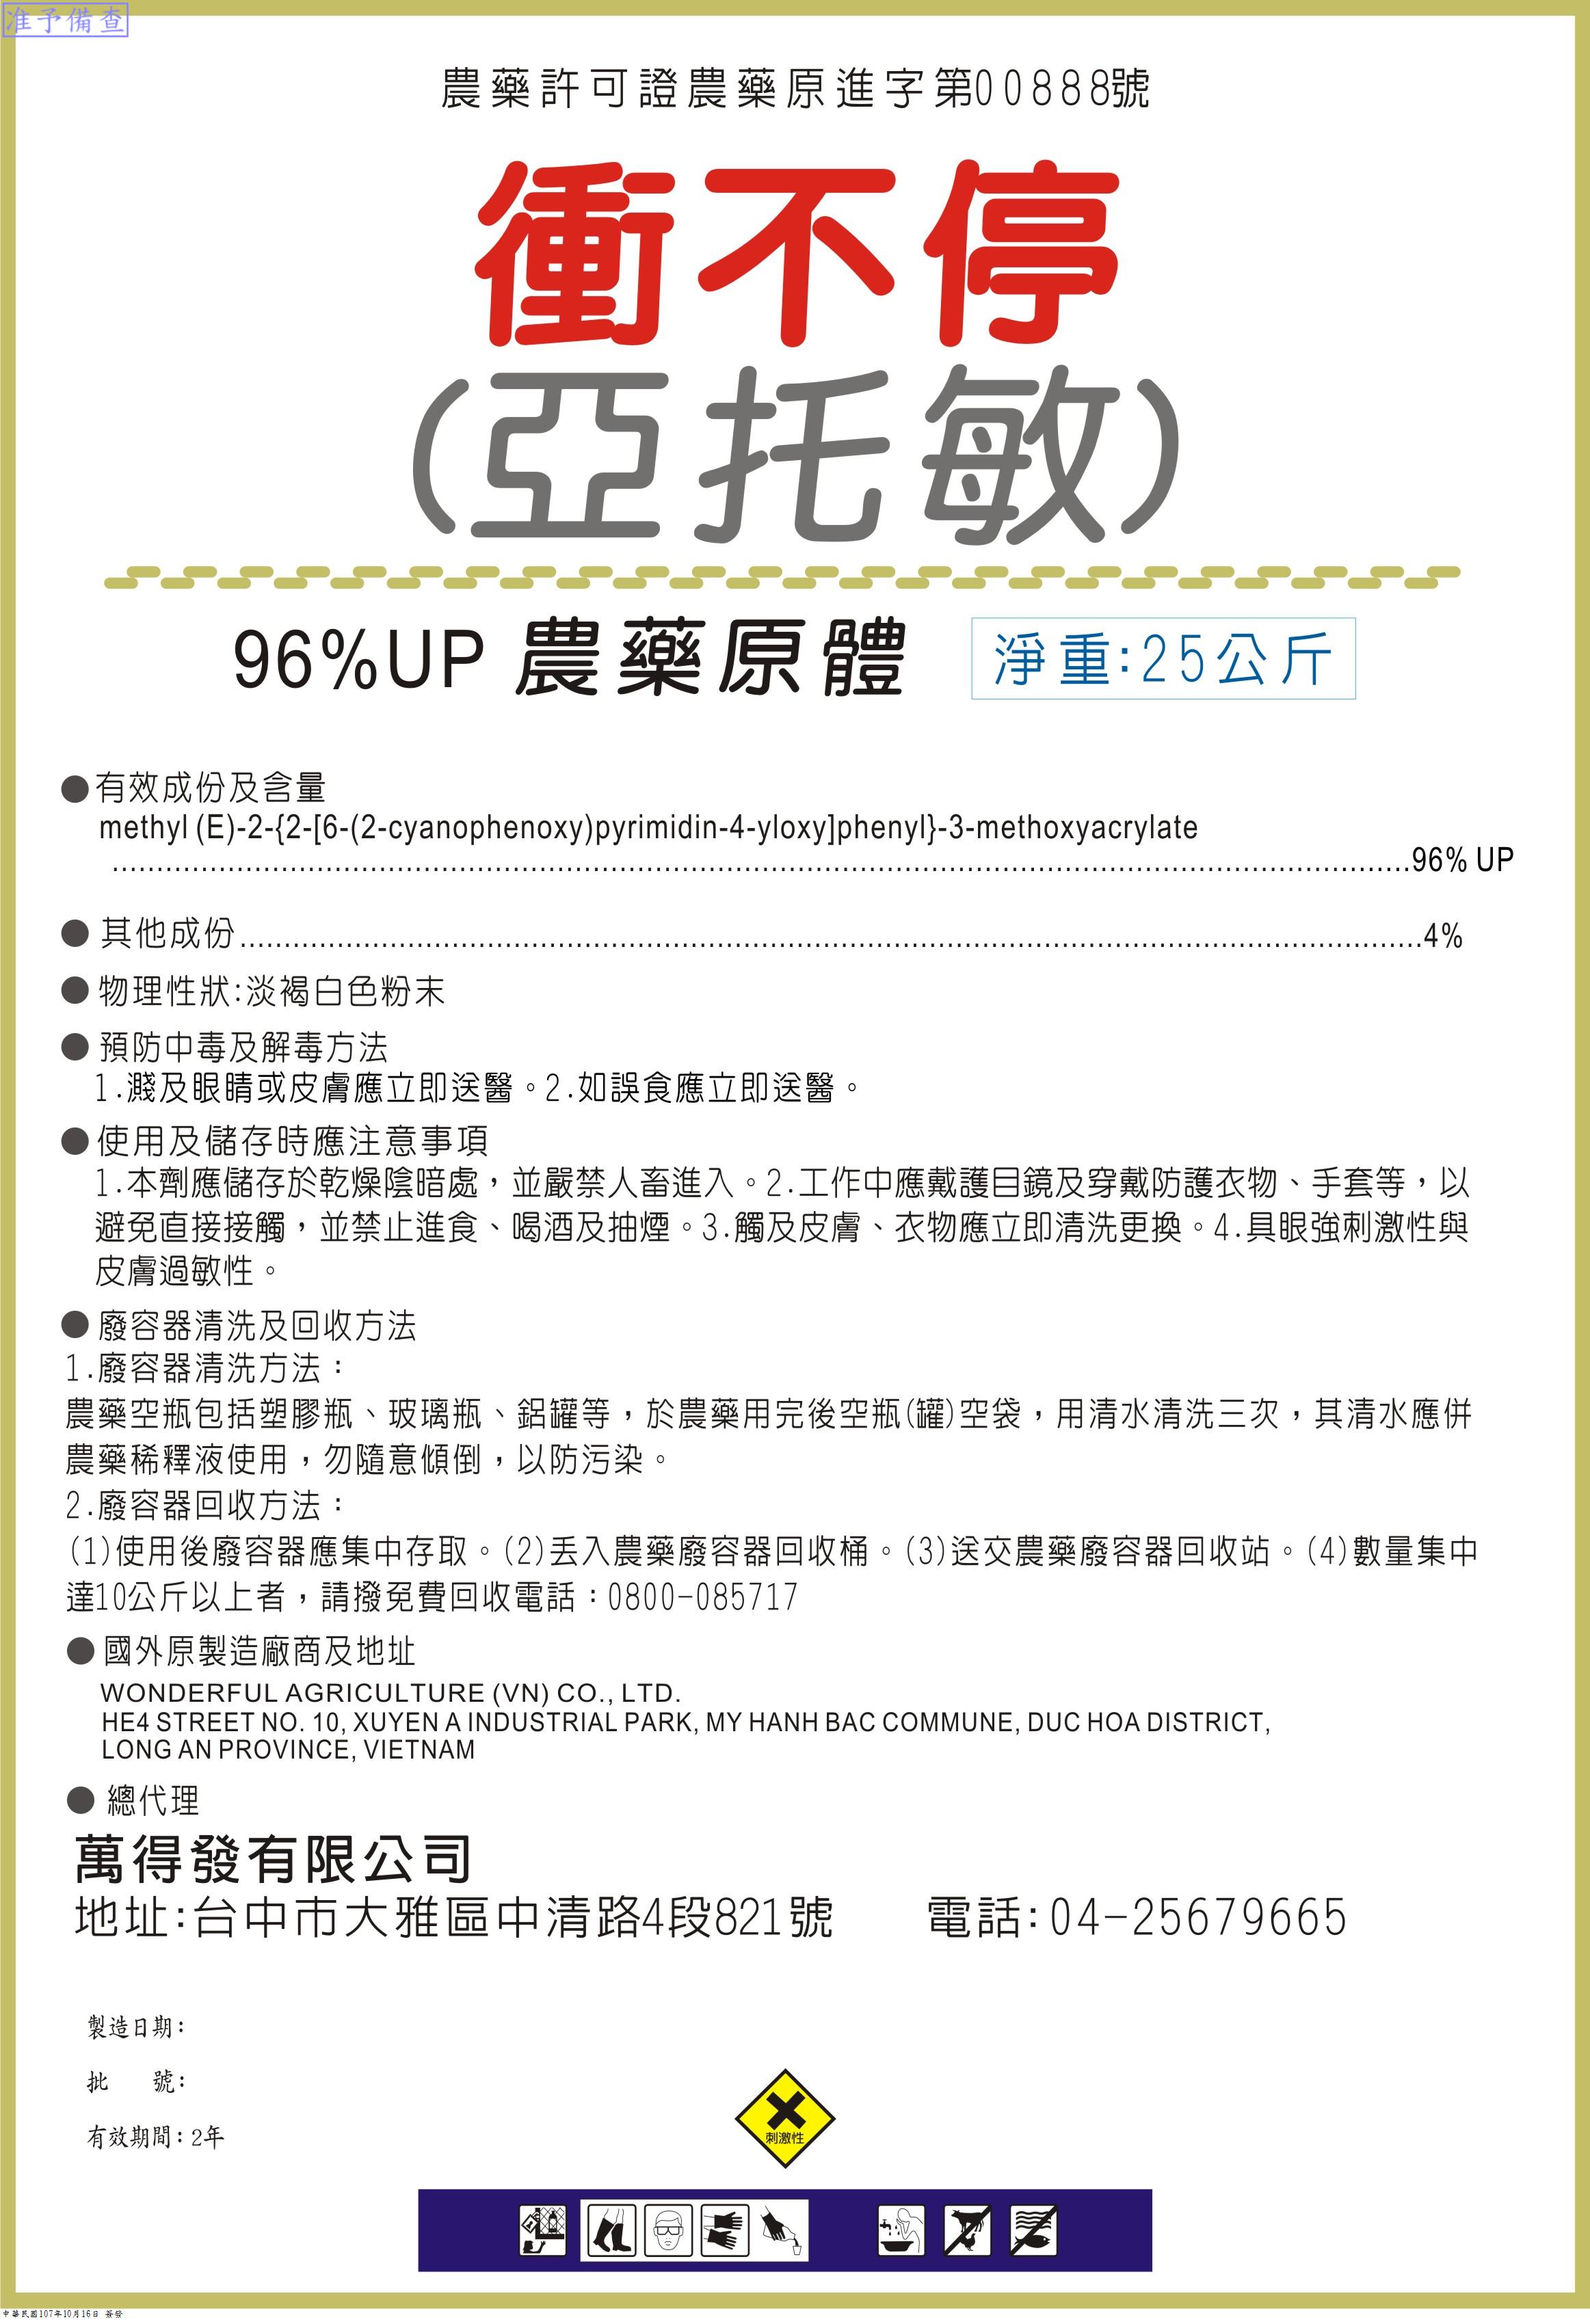 准予備查
農藥許可證農藥原進字第00888號
衝不停
(亞托敏)
96%UP 農藥原體 淨重:25公斤
●有效成份及含量
methyl (E)-2-{2-[6-(2-cyanophenoxy)pyrimidin-4-yloxy]phenyl}-3-methoxyacrylate
..........96% UP
●其他成份..........4%
●物理性狀:淡褐白色粉末
●預防中毒及解毒方法
1.濺及眼睛或皮膚應立即送醫。2.如誤食應立即送醫。
●使用及儲存時應注意事項
1.本劑應儲存於乾燥陰暗處,並嚴禁人畜進入。2.工作中應戴護目鏡及穿戴防護衣物、手套等,以
避免直接接觸,並禁止進食、喝酒及抽煙。3.觸及皮膚、衣物應立即清洗更換。4.具眼強刺激性與
皮膚過敏性。
●廢容器清洗及回收方法
1.廢容器清洗方法:
農藥空瓶包括塑膠瓶、玻璃瓶、鋁罐等,於農藥用完後空瓶(罐)空袋,用清水清洗三次,其清水應併
農藥稀釋液使用,勿隨意傾倒,以防污染。
2.廢容器回收方法:
(1)使用後廢容器應集中存取。(2)丟入農藥廢容器回收桶。(3)送交農藥廢容器回收站。(4)數量集中
達10公斤以上者,請撥免費回收電話:0800-085717
●國外原製造廠商及地址
WONDERFUL AGRICULTURE (VN) CO., LTD.
HE4 STREET NO. 10, XUYEN A INDUSTRIAL PARK, MY HANH BAC COMMUNE, DUC HOA DISTRICT,
LONG AN PROVINCE, VIETNAM
●總代理
萬得發有限公司
地址:台中市大雅區中清路4段821號 電話:04-25679665
製造日期:
批 號:
有效期間:2年
刺激性
中華民國107年10月16日 簽發